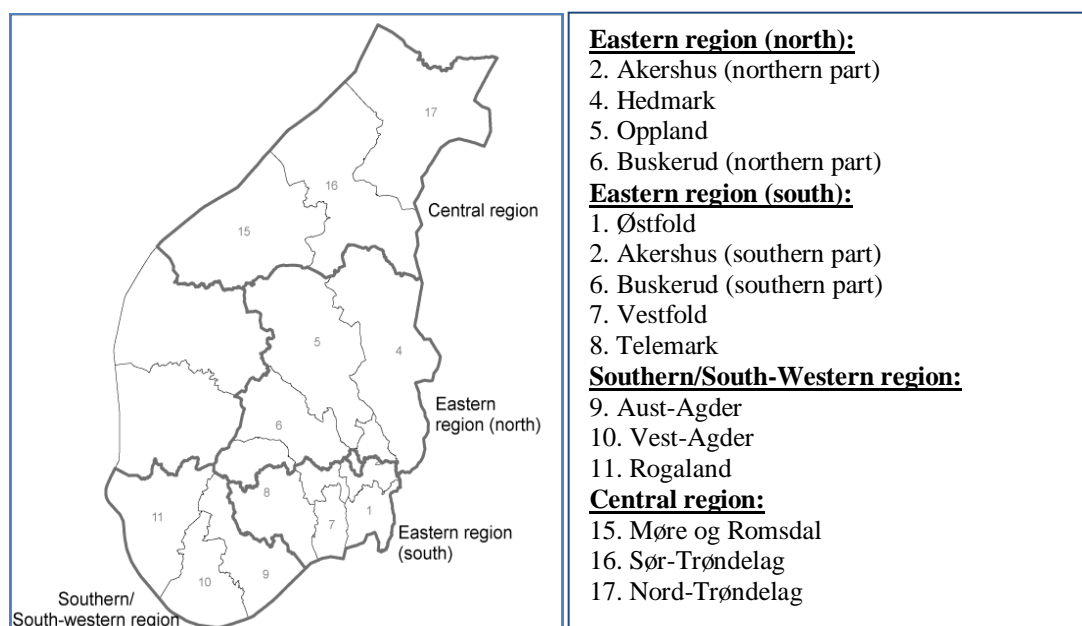 17
16
15
Central region
5
4
6
Eastern
region (north)
8
11
1
7
Eastern region
(south)
10
9
Southern/
South-western region
Eastern region (north):
2. Akershus (northern part)
4. Hedmark
5. Oppland
6. Buskerud (northern part)
Eastern region (south):
1. Østfold
2. Akershus (southern part)
6. Buskerud (southern part)
7. Vestfold
8. Telemark
Southern/South-Western region:
9. Aust-Agder
10. Vest-Agder
11. Rogaland
Central region:
15. Møre og Romsdal
16. Sør-Trøndelag
17. Nord-Trøndelag